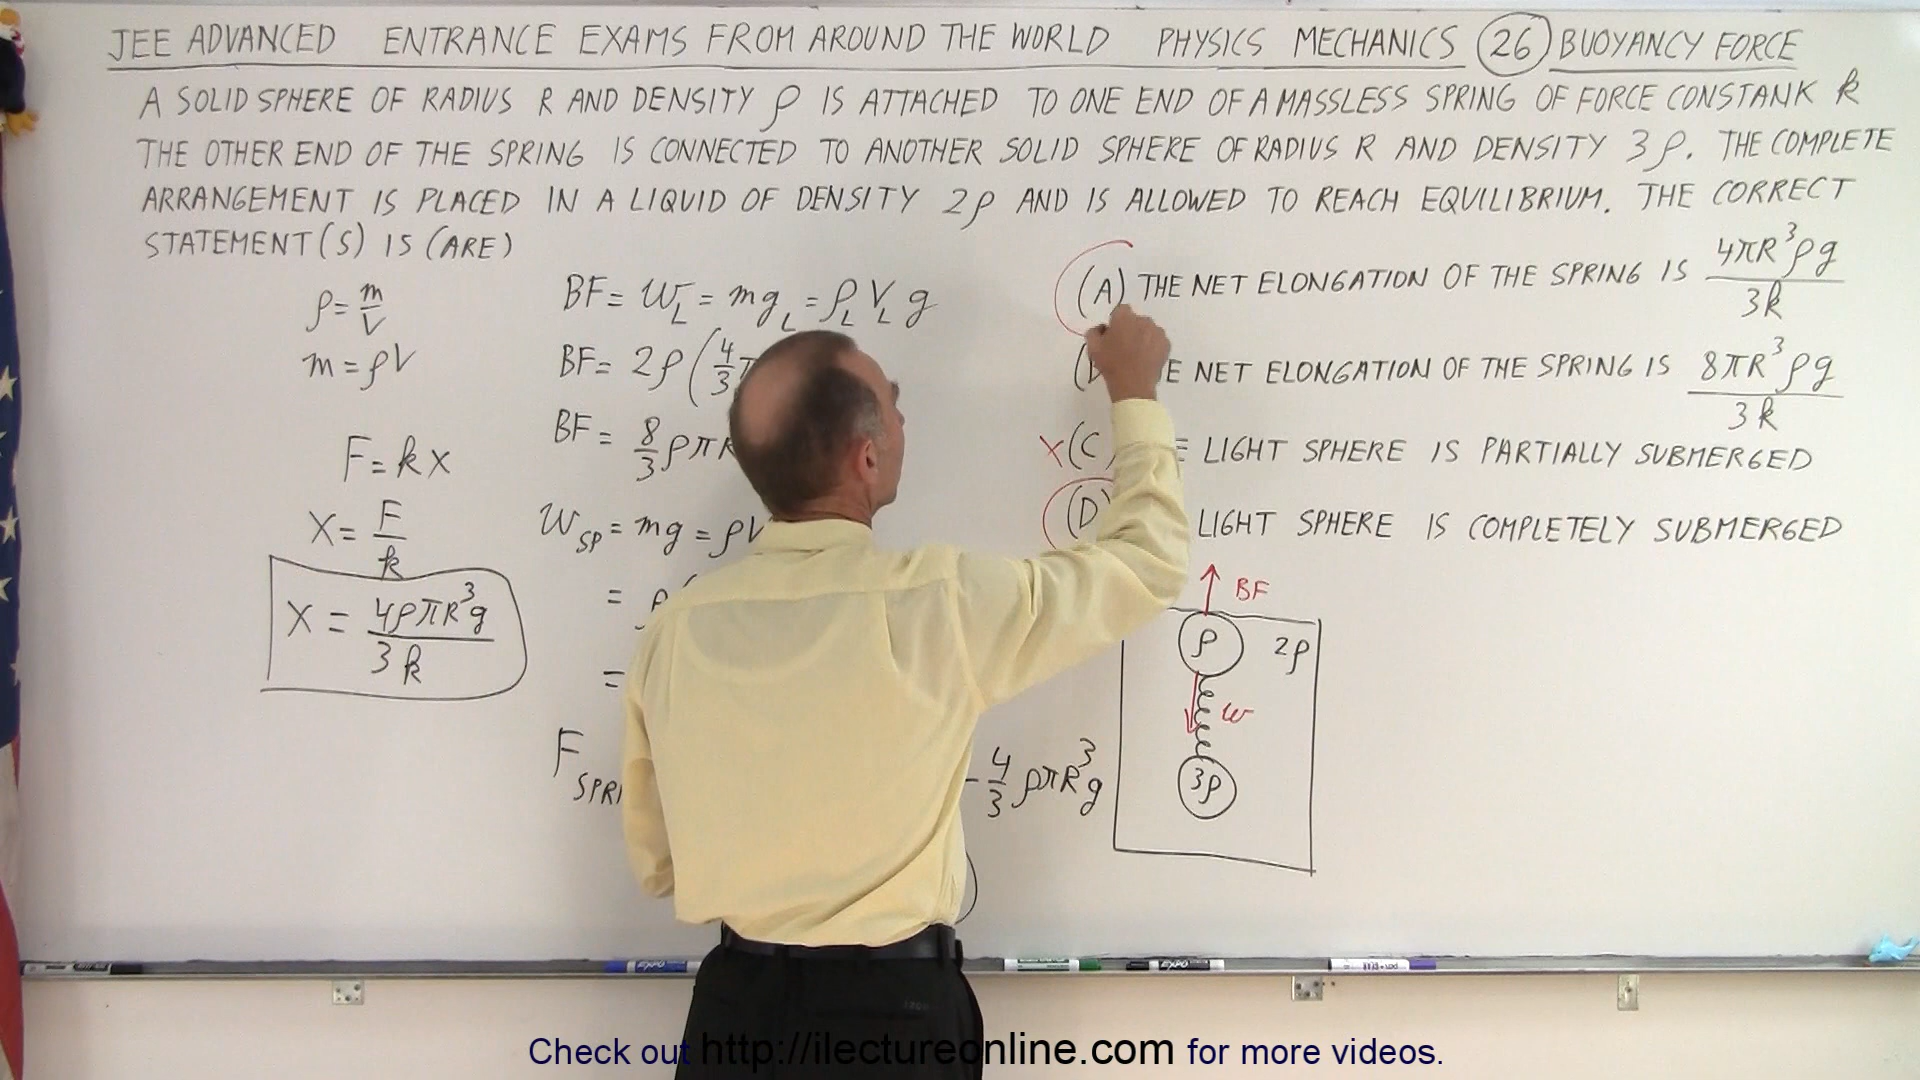 JEE ADVANCED ENTRANCE EXAMS FROM AROUND THE WORLD PHYSICS MECHANICS 26 BUOYANCY FORCE
A SOLID SPHERE OF RADIUS R AND DENSITY ρ IS ATTACHED TO ONE END OF A MASSLESS SPRING OF FORCE CONSTANK k
THE OTHER END OF THE SPRING IS CONNECTED TO ANOTHER SOLID SPHERE OF RADIUS R AND DENSITY 3ρ. THE COMPLETE
ARRANGEMENT IS PLACED IN A LIQUID OF DENSITY 2ρ AND IS ALLOWED TO REACH EQUILIBRIUM. THE CORRECT
STATEMENT(S) IS (ARE)
ρ = m/V
m = ρV
F = kX
X = F/k
X = 4ρπR³g/3k
BF = W_L = mg_L = ρ_L V_L g
BF = 2ρ(4/3
BF = 8/3 ρπR
W_SP = mg = ρV
= ρ
=
F SPRI
- 4/3 ρπR³g
(A) THE NET ELONGATION OF THE SPRING IS 4πR³ρg/3k
E NET ELONGATION OF THE SPRING IS 8πR³ρg/3k
X (C) E LIGHT SPHERE IS PARTIALLY SUBMERGED
(D) LIGHT SPHERE IS COMPLETELY SUBMERGED
BF
ρ 2ρ
W
3ρ
EXPO
EXPO
Check out http://ilectureonline.com for more videos.